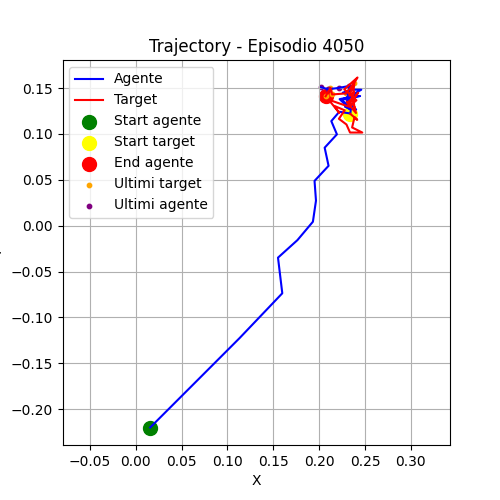 Trajectory - Episodio 4050
Agente
Target
Start agente
Start target
End agente
Ultimi target
Ultimi agente
0.15
0.10
0.05
0.00
−0.05
−0.10
−0.15
−0.20
−0.05 0.00 0.05 0.10 0.15 0.20 0.25 0.30
X